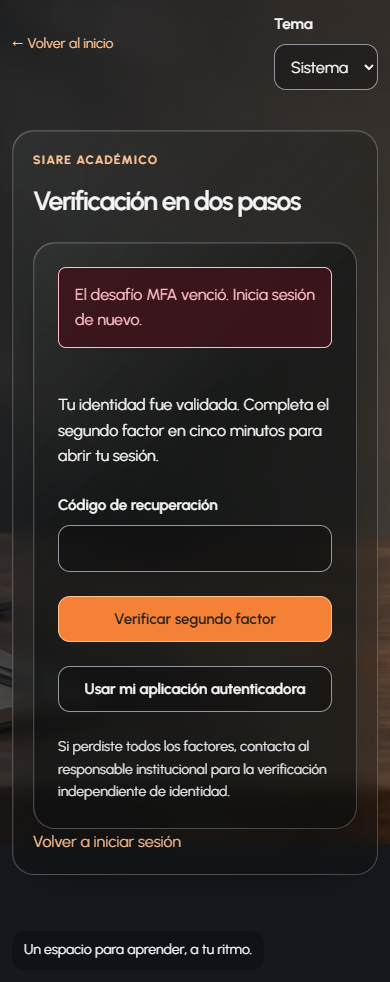 ← Volver al inicio
Tema
Sistema
SIARE ACADÉMICO
Verificación en dos pasos
El desafío MFA venció. Inicia sesión
de nuevo.
Tu identidad fue validada. Completa el
segundo factor en cinco minutos para
abrir tu sesión.
Código de recuperación
Verificar segundo factor
Usar mi aplicación autenticadora
Si perdiste todos los factores, contacta al
responsable institucional para la verificación
independiente de identidad.
Volver a iniciar sesión
Un espacio para aprender, a tu ritmo.